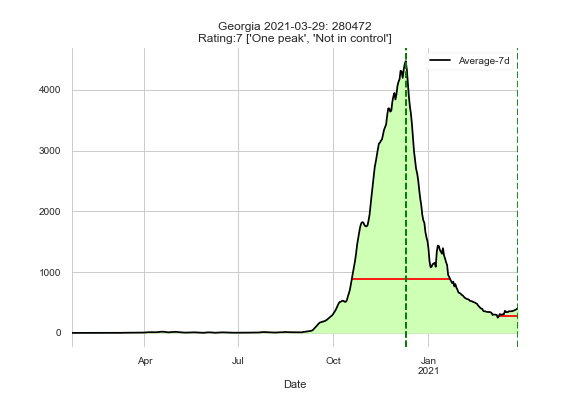 Georgia 2021-03-29: 280472
Rating:7 ['One peak', 'Not in control']
Average-7d
4000
3000
2000
1000
0
Apr
Jul
Oct
Jan
2021
Date